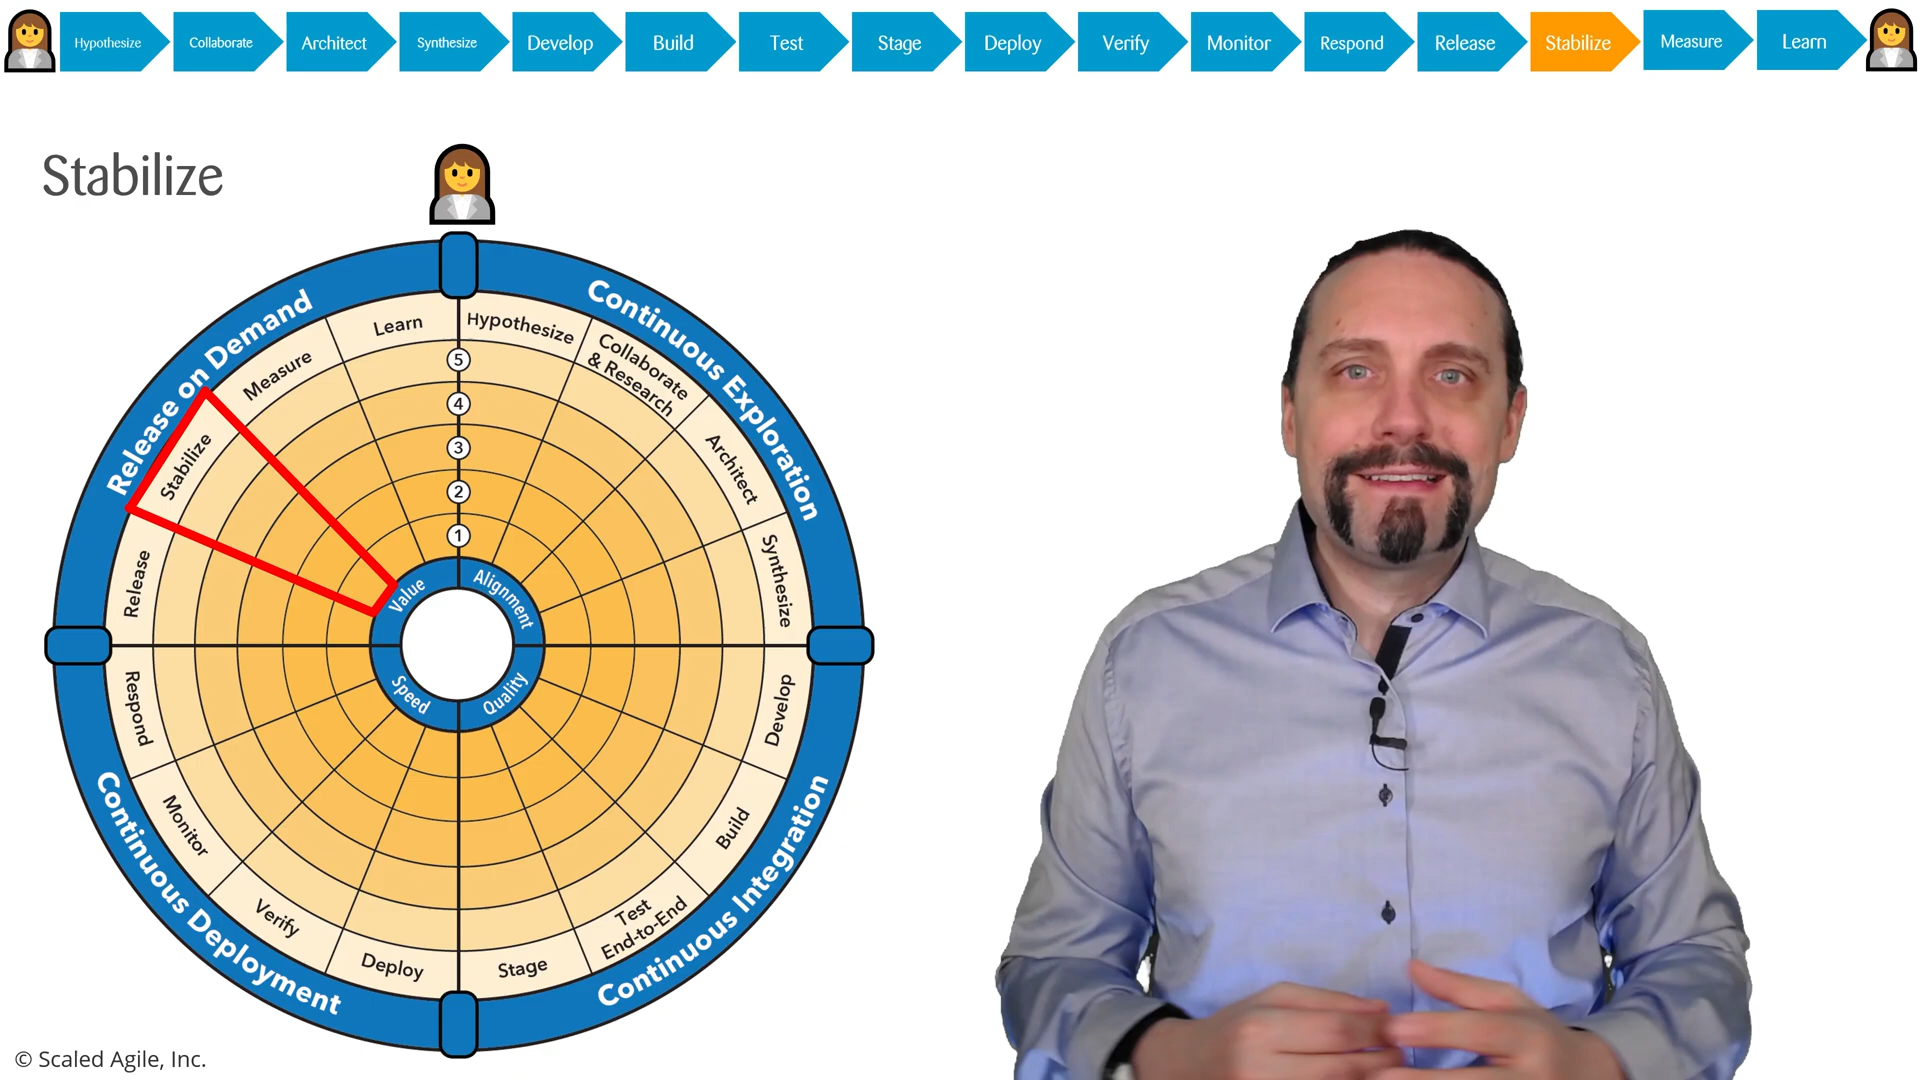 Hypothesize
Collaborate
Architect
Synthesize
Develop
Build
Test
Stage
Deploy
Verify
Monitor
Respond
Release
Stabilize
Measure
Learn
Stabilize
Release on Demand
Continuous Exploration
Learn
Hypothesize
Measure
Collaborate
& Research
Stabilize
Architect
Release
Synthesize
5
4
3
2
1
Value
Alignment
Speed
Quality
Respond
Develop
Monitor
Build
Verify
Test
End-to-End
Deploy
Stage
Continuous Deployment
Continuous Integration
© Scaled Agile, Inc.